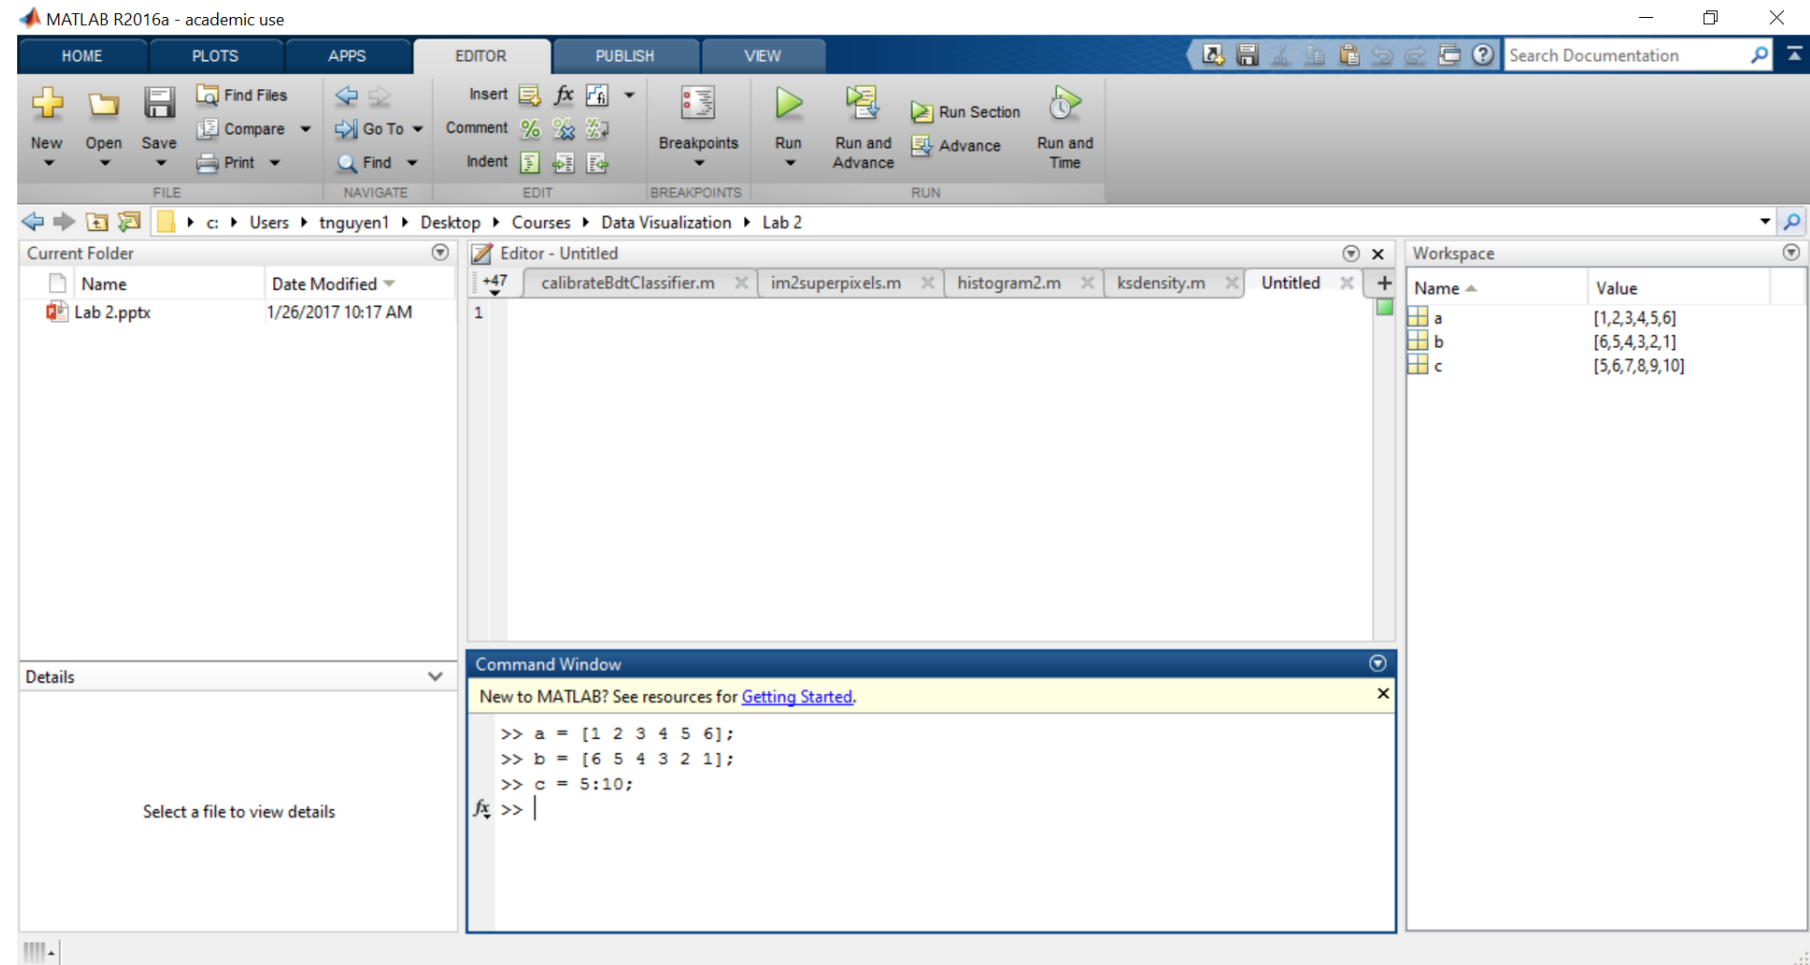 MATLAB R2016a - academic use
HOME PLOTS APPS EDITOR PUBLISH VIEW
Search Documentation
New
Open
Save
Find Files
Compare
Print
FILE
Go To
Find
NAVIGATE
Insert fx
Comment
Indent
EDIT
Breakpoints
BREAKPOINTS
Run
Run and
Advance
Run Section
Advance
Run and
Time
RUN
c: Users tnguyen1 Desktop Courses Data Visualization Lab 2
Current Folder
Name Date Modified
Lab 2.pptx 1/26/2017 10:17 AM
Details
Select a file to view details
Editor - Untitled
+47 calibrateBdtClassifier.m im2superpixels.m histogram2.m ksdensity.m Untitled
1
Command Window
New to MATLAB? See resources for Getting Started.
>> a = [1 2 3 4 5 6];
>> b = [6 5 4 3 2 1];
>> c = 5:10;
fx >>
Workspace
Name Value
a [1,2,3,4,5,6]
b [6,5,4,3,2,1]
c [5,6,7,8,9,10]